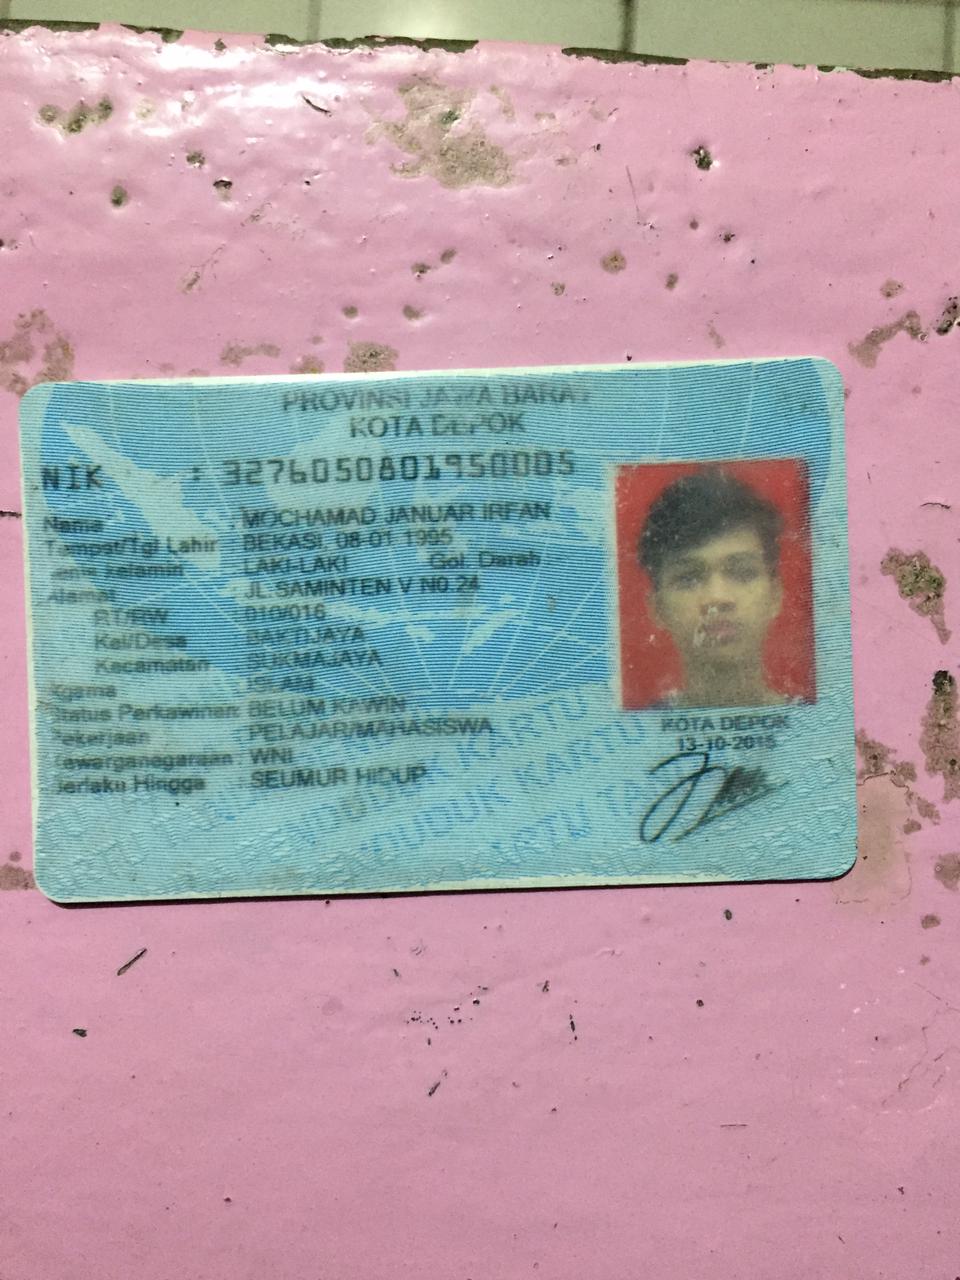 PROVINSI JAWA BARAT
KOTA DEPOK
NIK : 3276050801950005
Nama : MOCHAMAD JANUAR IRFAN
Tempat/Tgl Lahir : BEKASI, 08-01-1995
Jenis Kelamin : LAKI-LAKI Gol. Darah
Alamat : JL.SAMINTEN V NO.24
RT/RW : 010/016
Kel/Desa : BAKTIJAYA
Kecamatan : SUKMAJAYA
Agama : ISLAM
Status Perkawinan: BELUM KAWIN
Pekerjaan : PELAJAR/MAHASISWA
Kewarganegaraan : WNI
Berlaku Hingga : SEUMUR HIDUP
KOTA DEPOK
13-10-2015